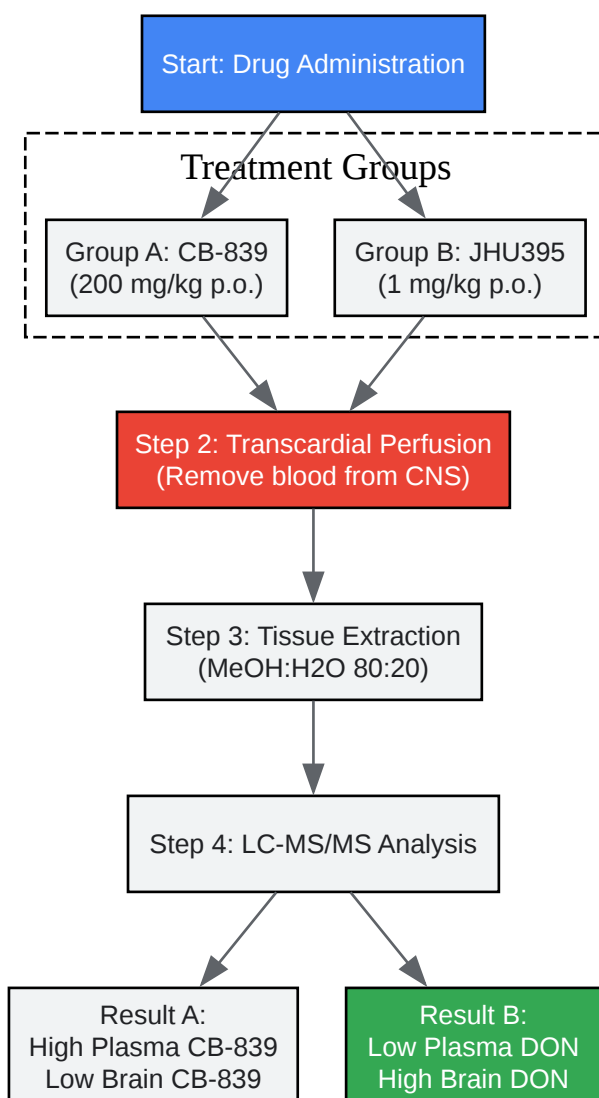 Start: Drug Administration
Treatment Groups
Group A: CB-839
(200 mg/kg p.o.)
Group B: JHU395
(1 mg/kg p.o.)
Step 2: Transcardial Perfusion
(Remove blood from CNS)
Step 3: Tissue Extraction
(MeOH:H2O 80:20)
Step 4: LC-MS/MS Analysis
Result A:
High Plasma CB-839
Low Brain CB-839
Result B:
Low Plasma DON
High Brain DON